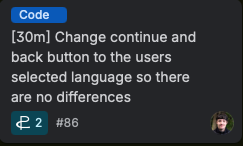 Code
[30m] Change continue and
back button to the users
selected language so there
are no differences
2 #86